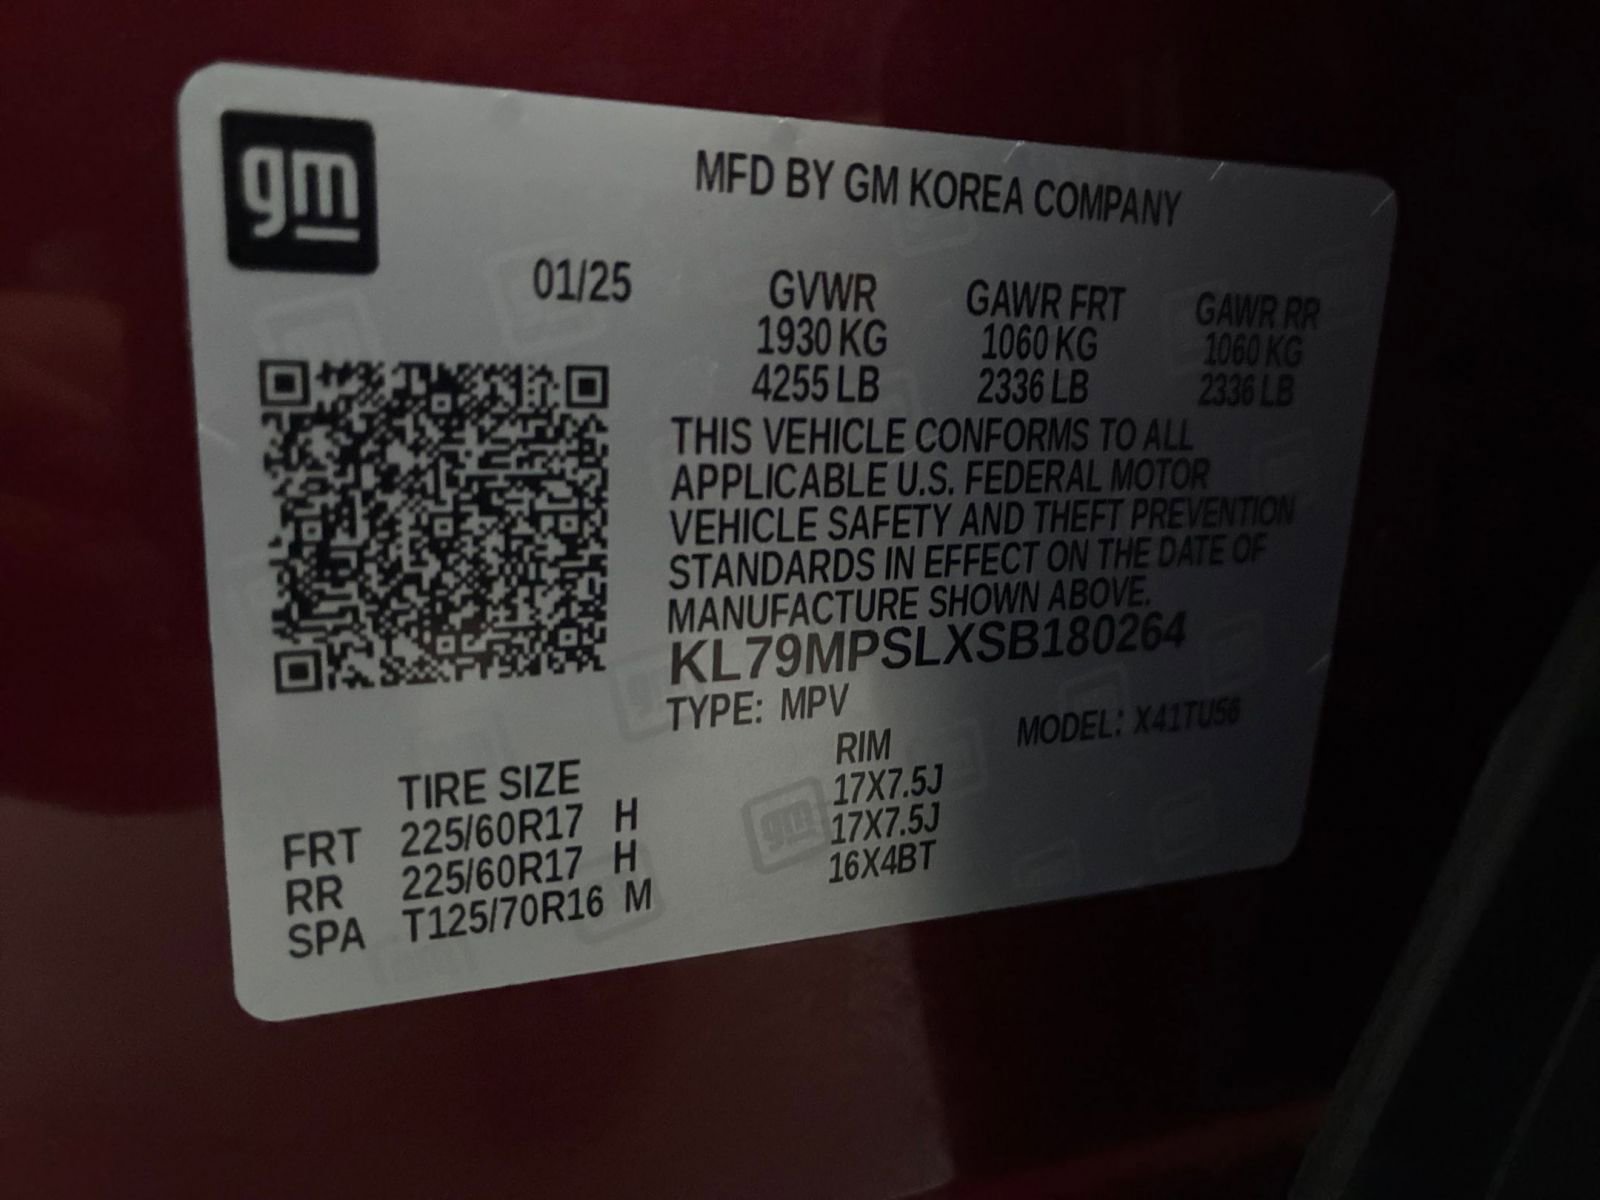 gm
MFD BY GM KOREA COMPANY
01/25
GVWR GAWR FRT GAWR RR
1930 KG 1060 KG 1060 KG
4255 LB 2336 LB 2336 LB
THIS VEHICLE CONFORMS TO ALL
APPLICABLE U.S. FEDERAL MOTOR
VEHICLE SAFETY AND THEFT PREVENTION
STANDARDS IN EFFECT ON THE DATE OF
MANUFACTURE SHOWN ABOVE.
KL79MPSLXSB180264
TYPE: MPV MODEL: X41TU56
TIRE SIZE RIM
FRT 225/60R17 H 17X7.5J
RR 225/60R17 H 17X7.5J
SPA T125/70R16 M 16X4BT
gm